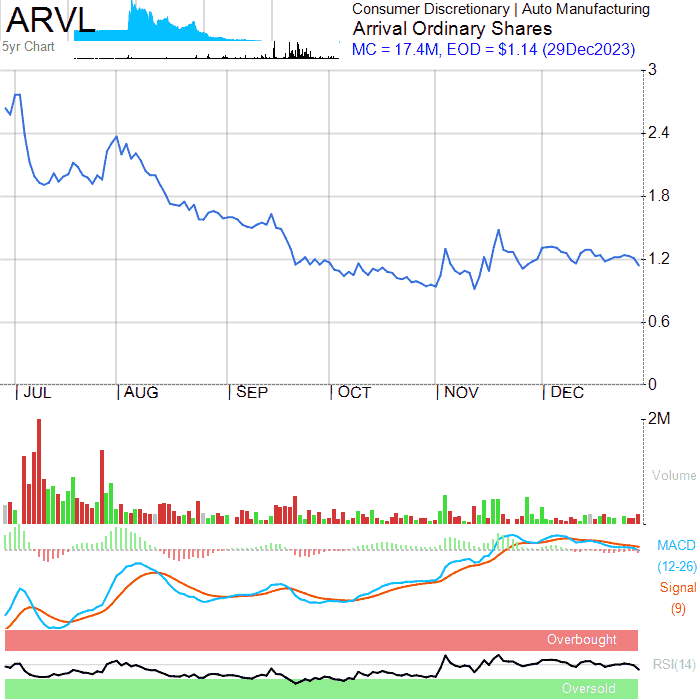 ARVL
5yr Chart
Consumer Discretionary | Auto Manufacturing
Arrival Ordinary Shares
MC = 17.4M, EOD = $1.14 (29Dec2023)
3
2.4
1.8
1.2
0.6
0
JUL AUG SEP OCT NOV DEC
2M
Volume
MACD
(12-26)
Signal
(9)
Overbought
RSI(14)
Oversold